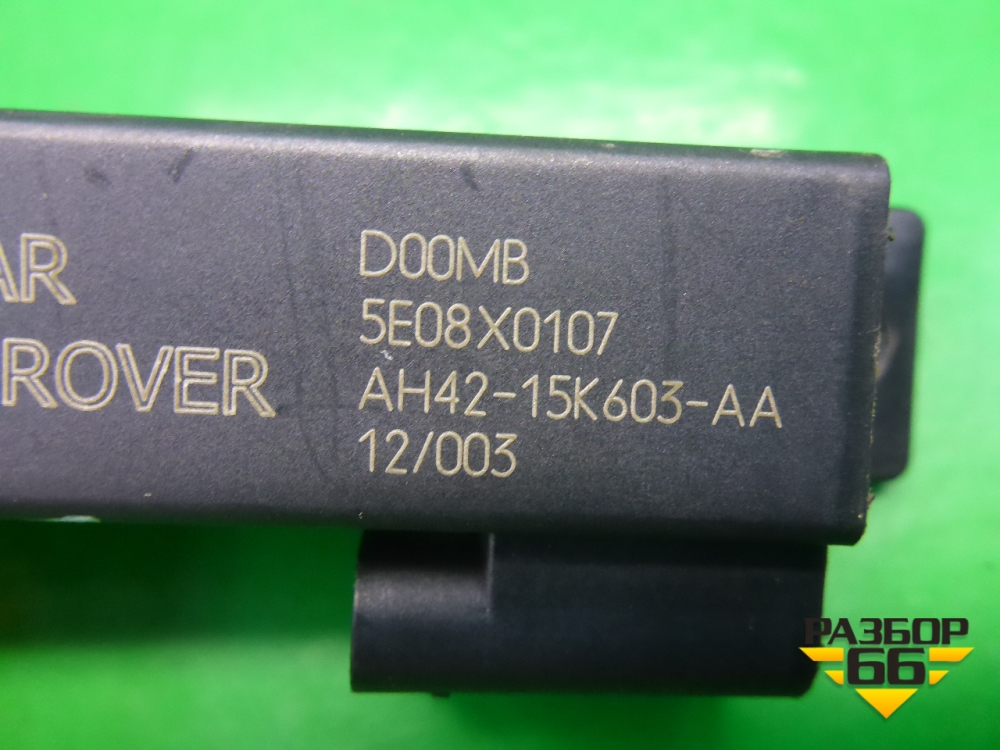 AR
ROVER
D00MB
5E08X0107
AH42-15K603-AA
12/003
РАЗБОР
66